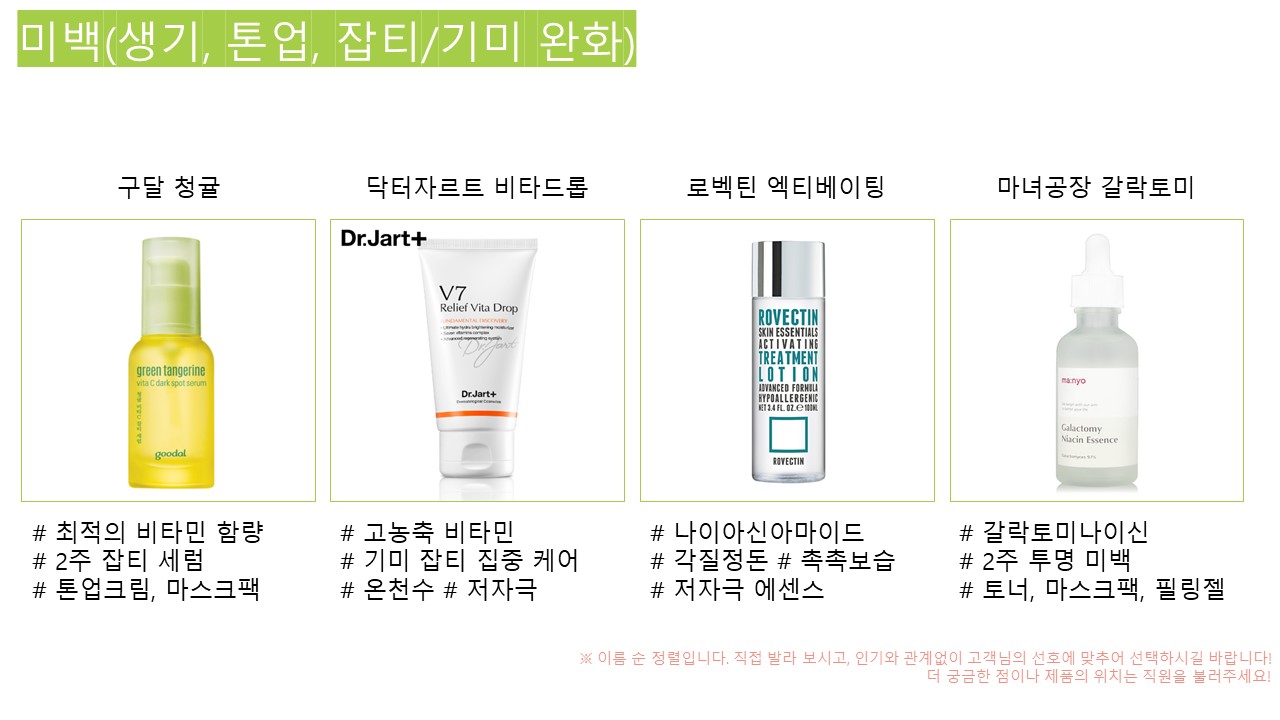 미백(생기, 톤업, 잡티/기미 완화)
구달 청귤
닥터자르트 비타드롭
로벡틴 엑티베이팅
마녀공장 갈락토미
green tangerine
vita C dark spot serum
goodal
Dr.Jart+
V7
Relief Vita Drop
FUNDAMENTAL DISCOVERY
Dr.Jart+
ROVECTIN
SKIN ESSENTIALS
ACTIVATING
TREATMENT
LOTION
ADVANCED FORMULA
HYPOALLERGENIC
NET 3.4 FL. OZ. ℮ 100ML
ROVECTIN
ma:nyo
Galactomy
Niacin Essence
# 최적의 비타민 함량
# 2주 잡티 세럼
# 톤업크림, 마스크팩
# 고농축 비타민
# 기미 잡티 집중 케어
# 온천수 # 저자극
# 나이아신아마이드
# 각질정돈 # 촉촉보습
# 저자극 에센스
# 갈락토미나이신
# 2주 투명 미백
# 토너, 마스크팩, 필링젤
※ 이름 순 정렬입니다. 직접 발라 보시고, 인기와 관계없이 고객님의 선호에 맞추어 선택하시길 바랍니다!
더 궁금한 점이나 제품의 위치는 직원을 불러주세요!